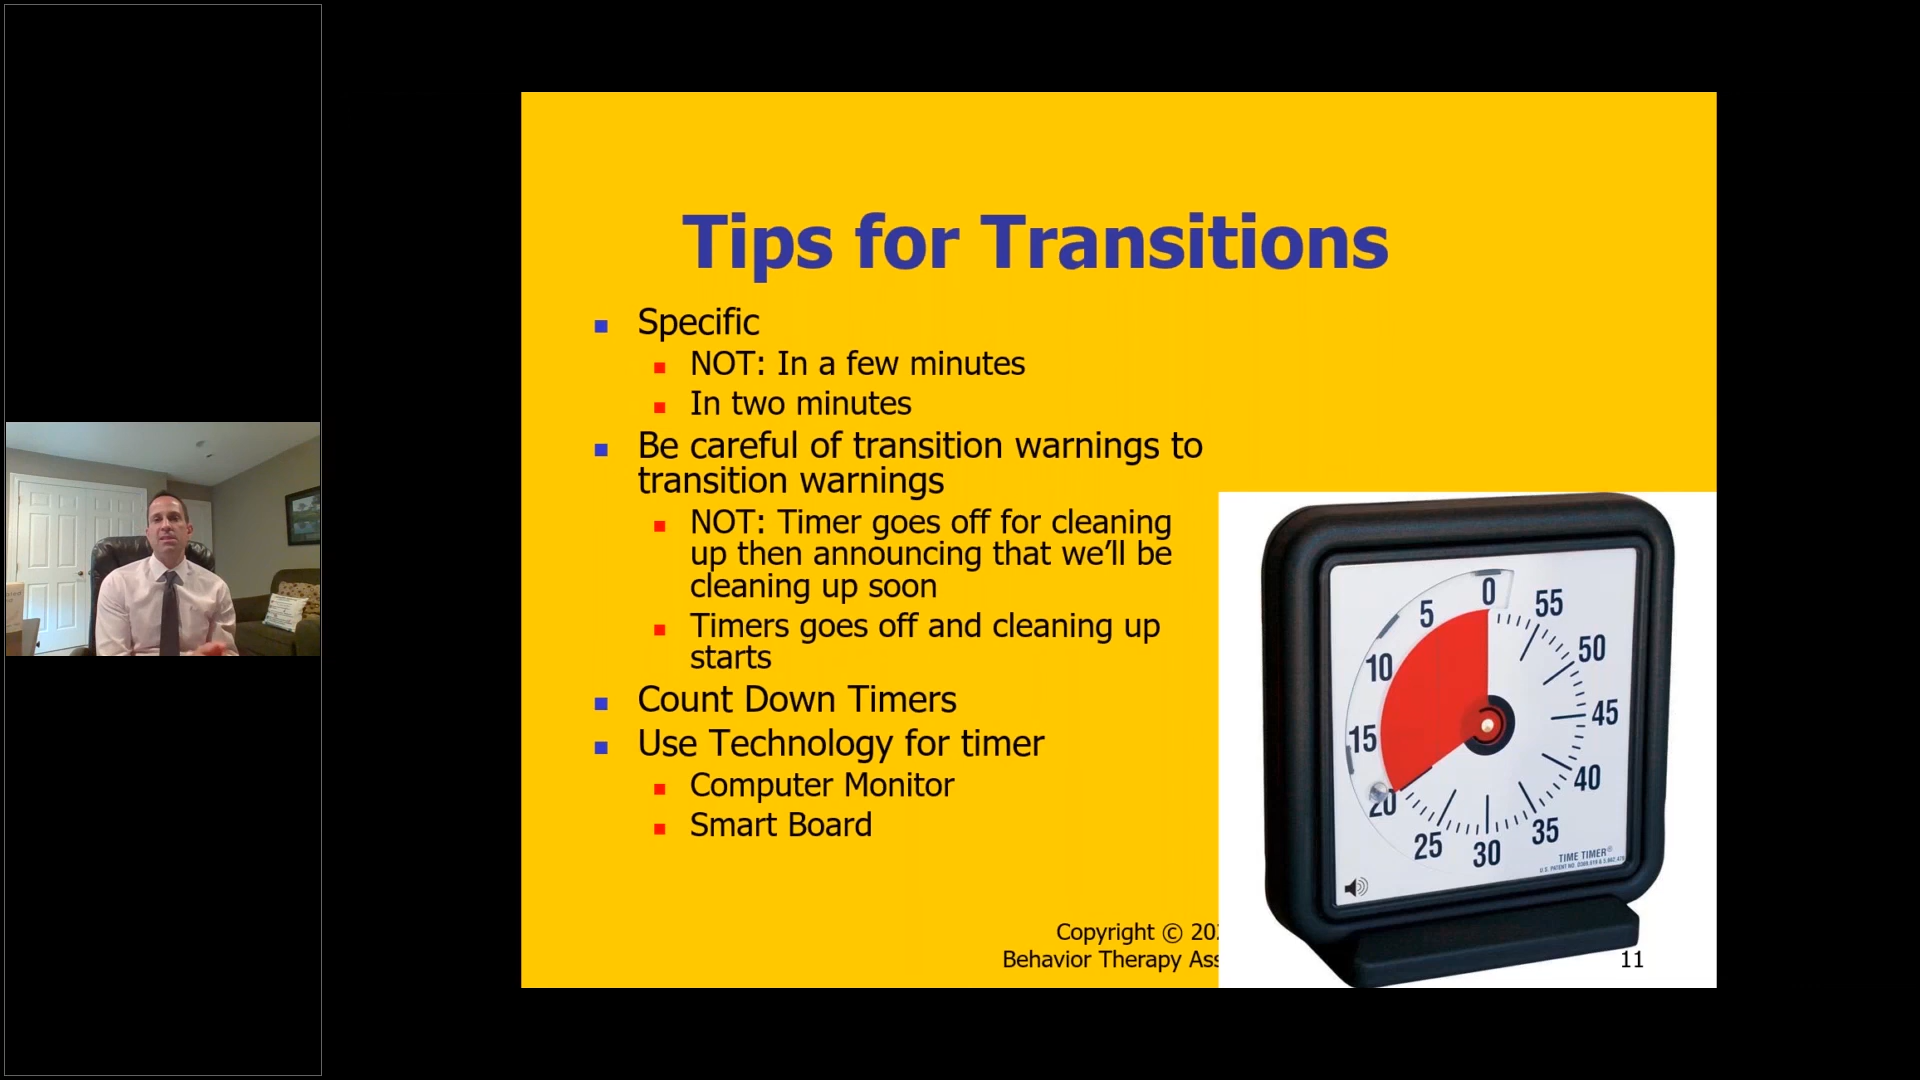 Tips for Transitions
Specific
NOT: In a few minutes
In two minutes
Be careful of transition warnings to
transition warnings
NOT: Timer goes off for cleaning
up then announcing that we’ll be
cleaning up soon
Timers goes off and cleaning up
starts
Count Down Timers
Use Technology for timer
Computer Monitor
Smart Board
0
5
55
10
50
15
45
20
40
25
30
35
TIME TIMER®
Copyright ©
Behavior Therapy
11